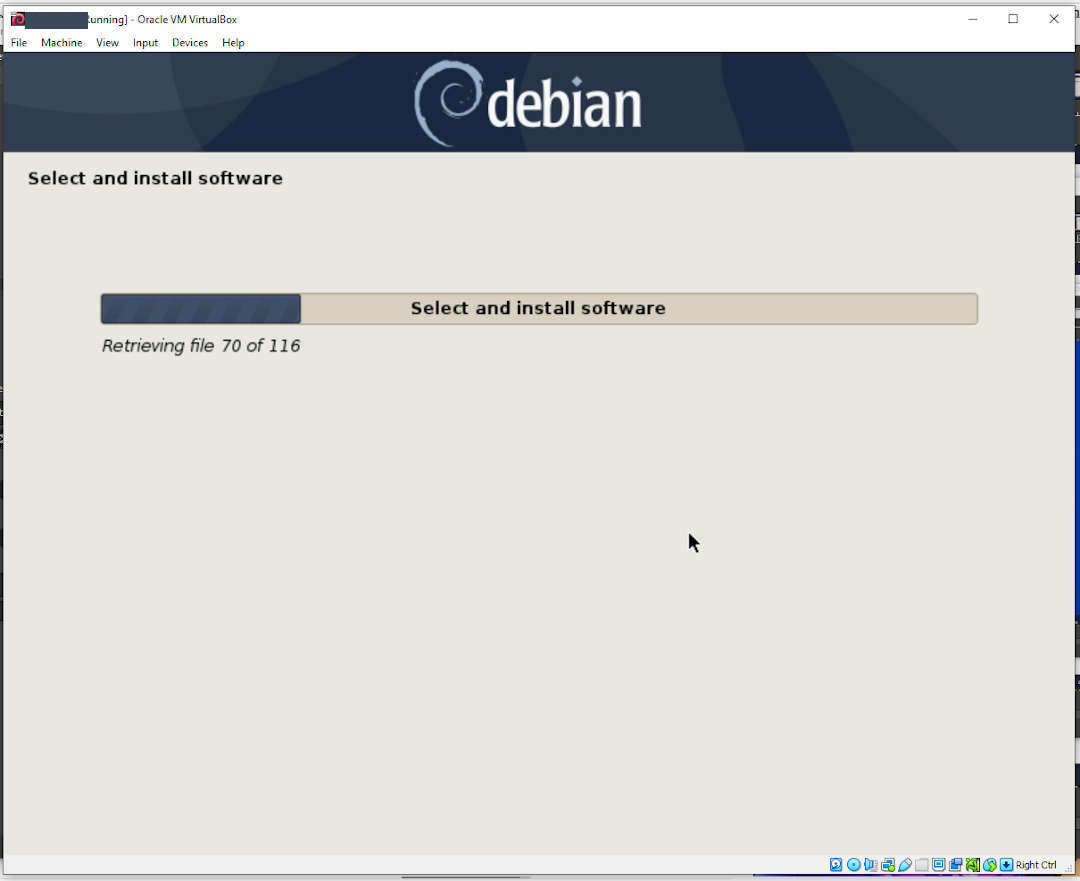 unning] - Oracle VM VirtualBox
File Machine View Input Devices Help
debian
Select and install software
Select and install software
Retrieving file 70 of 116
Right Ctrl